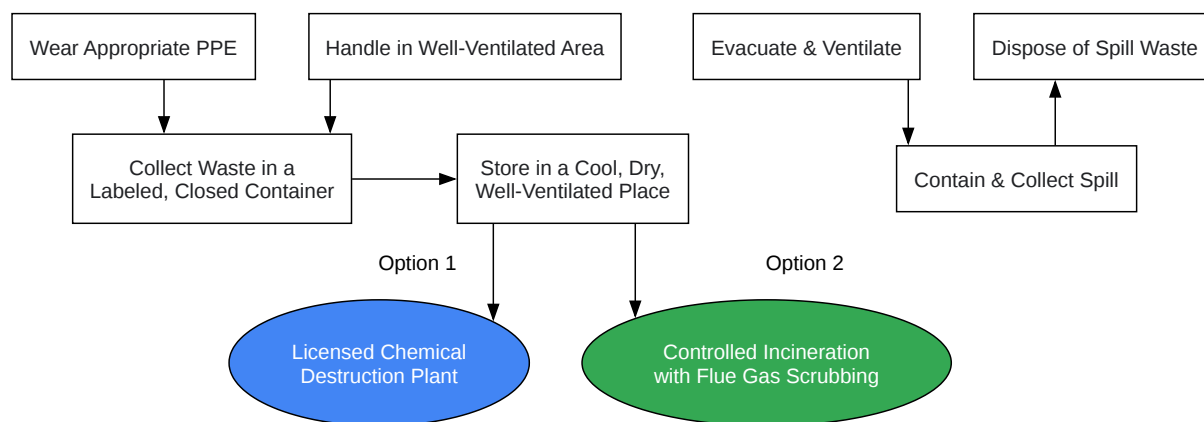 Wear Appropriate PPE
Handle in Well-Ventilated Area
Evacuate & Ventilate
Dispose of Spill Waste
Collect Waste in a
Labeled, Closed Container
Store in a Cool, Dry,
Well-Ventilated Place
Contain & Collect Spill
Option 1
Option 2
Licensed Chemical
Destruction Plant
Controlled Incineration
with Flue Gas Scrubbing